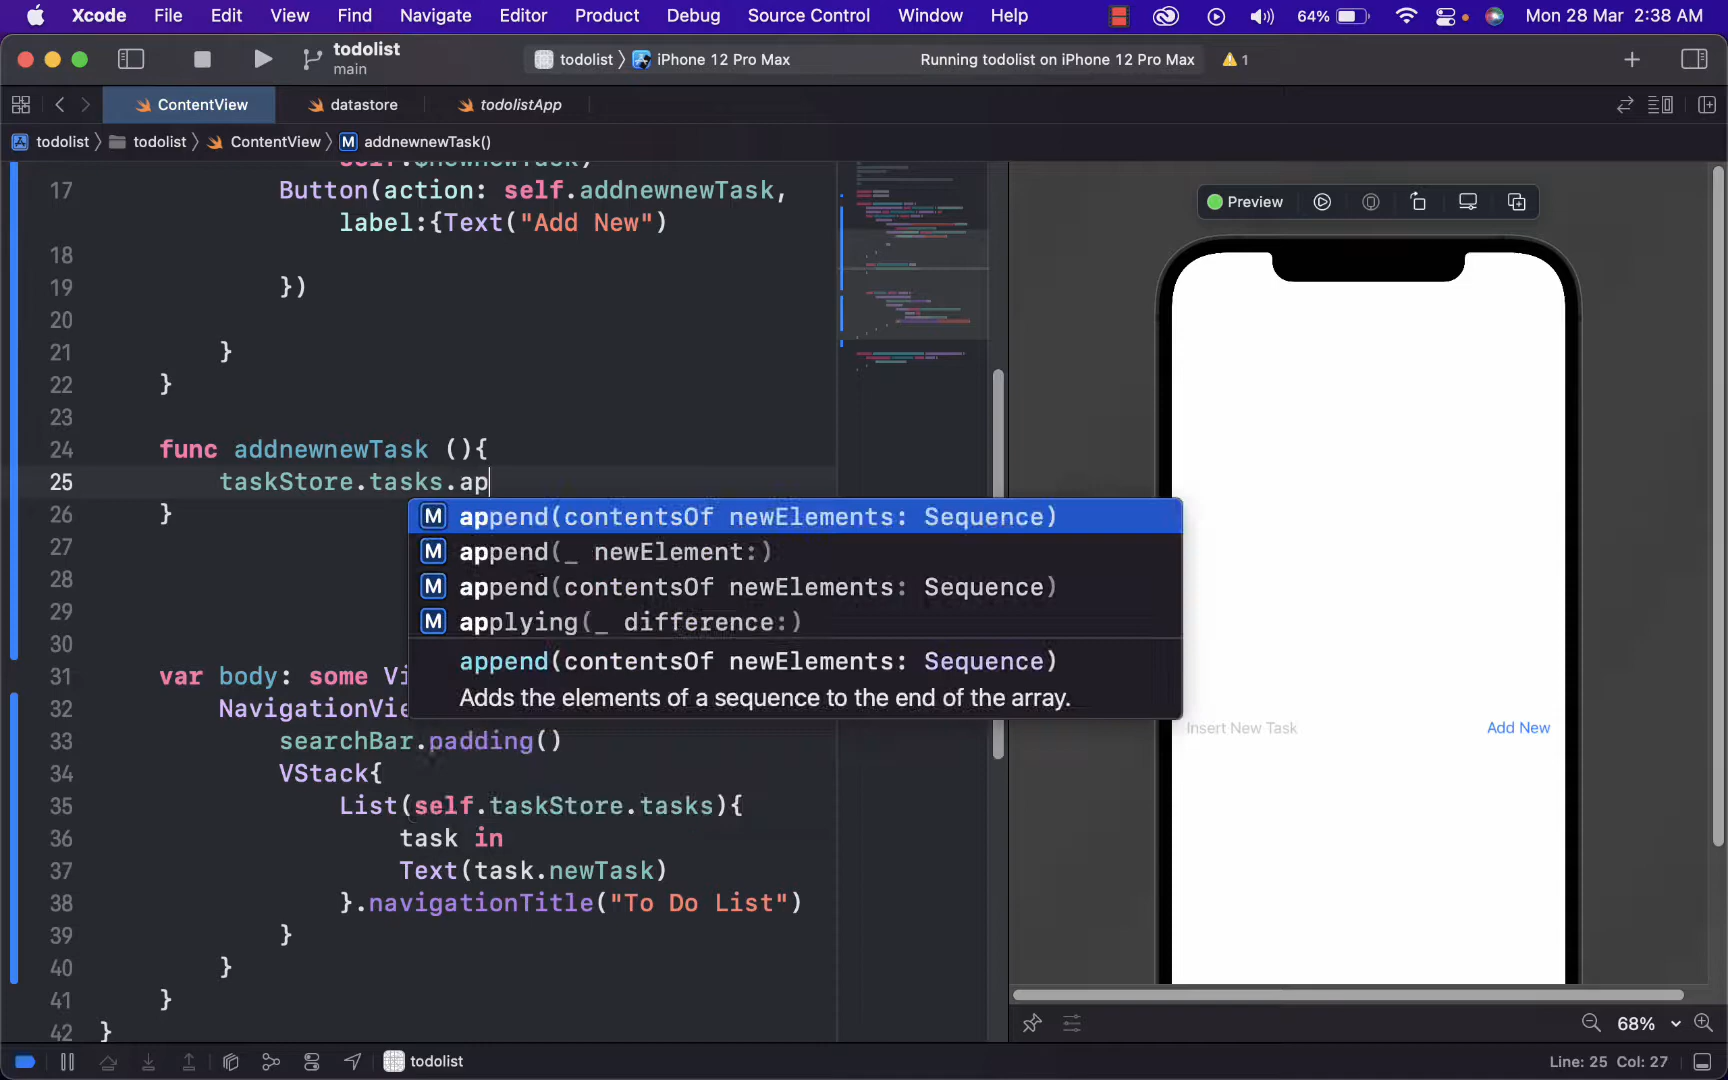 Xcode File Edit View Find Navigate Editor Product Debug Source Control Window Help 64% Mon 28 Mar 2:38 AM
todolist
main
todolist 〉 iPhone 12 Pro Max
Running todolist on iPhone 12 Pro Max
1
ContentView
datastore
todolistApp
todolist 〉 todolist 〉 ContentView 〉 M addnewnewTask()
17 Button(action: self.addnewnewTask,
label:{Text("Add New")
18
19 })
20
21 }
22 }
23
24 func addnewnewTask (){
25 taskStore.tasks.ap
26 }
27
28
29
30
31 var body: some Vi
32 NavigationVie
33 searchBar.padding()
34 VStack{
35 List(self.taskStore.tasks){
36 task in
37 Text(task.newTask)
38 }.navigationTitle("To Do List")
39 }
40 }
41 }
42 }
M append(contentsOf newElements: Sequence)
M append(_ newElement:)
M append(contentsOf newElements: Sequence)
M applying(_ difference:)
append(contentsOf newElements: Sequence)
Adds the elements of a sequence to the end of the array.
Preview
Insert New Task
Add New
68%
todolist
Line: 25 Col: 27